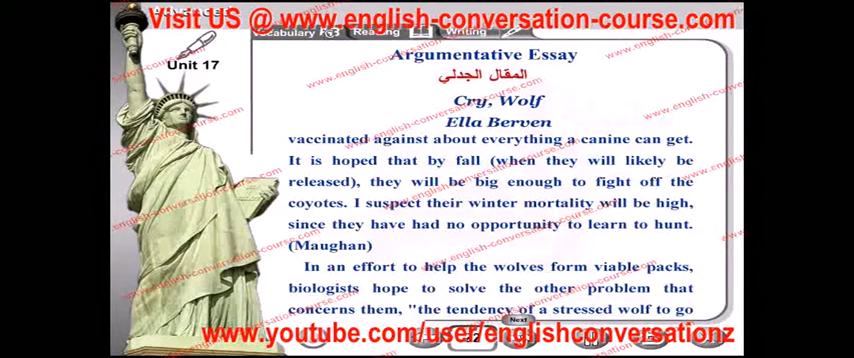 Visit US @ www.english-conversation-course.com
Vocabulary Reading Writing
Unit 17
Argumentative Essay
المقال الجدلي
Cry, Wolf
Ella Berven
vaccinated against about everything a canine can get.
It is hoped that by fall (when they will likely be
released), they will be big enough to fight off the
coyotes. I suspect their winter mortality will be high,
since they have had no opportunity to learn to hunt.
(Maughan)
In an effort to help the wolves form viable packs,
biologists hope to solve the other problem that
concerns them, "the tendency of a stressed wolf to go
Next
www.youtube.com/user/englishconversationz